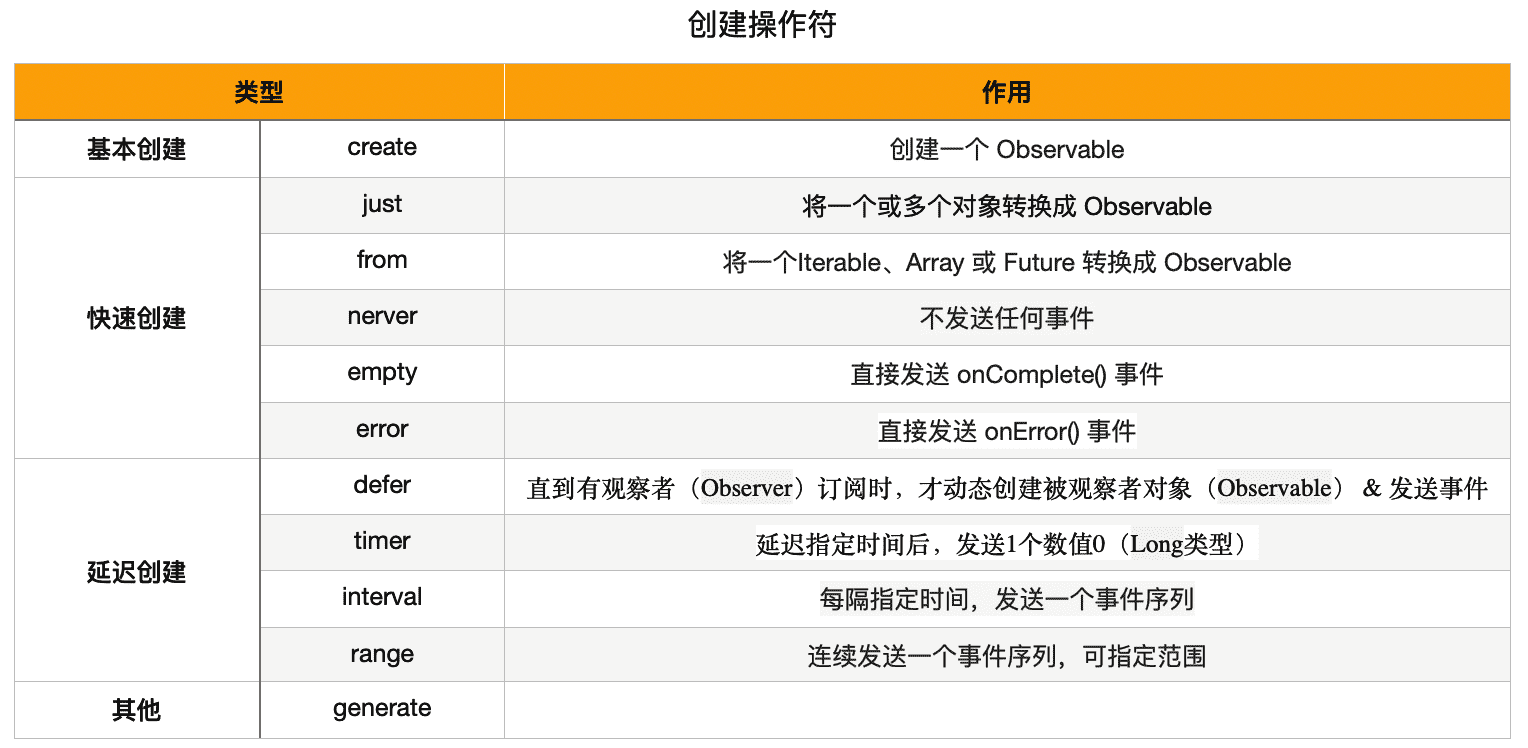 创建操作符
类型 作用
基本创建 create 创建一个 Observable
just 将一个或多个对象转换成 Observable
from 将一个Iterable、Array 或 Future 转换成 Observable
快速创建 nerver 不发送任何事件
empty 直接发送 onComplete() 事件
error 直接发送 onError() 事件
defer 直到有观察者（Observer）订阅时，才动态创建被观察者对象（Observable） & 发送事件
timer 延迟指定时间后，发送1个数值0（Long类型）
延迟创建 interval 每隔指定时间，发送一个事件序列
range 连续发送一个事件序列，可指定范围
其他 generate